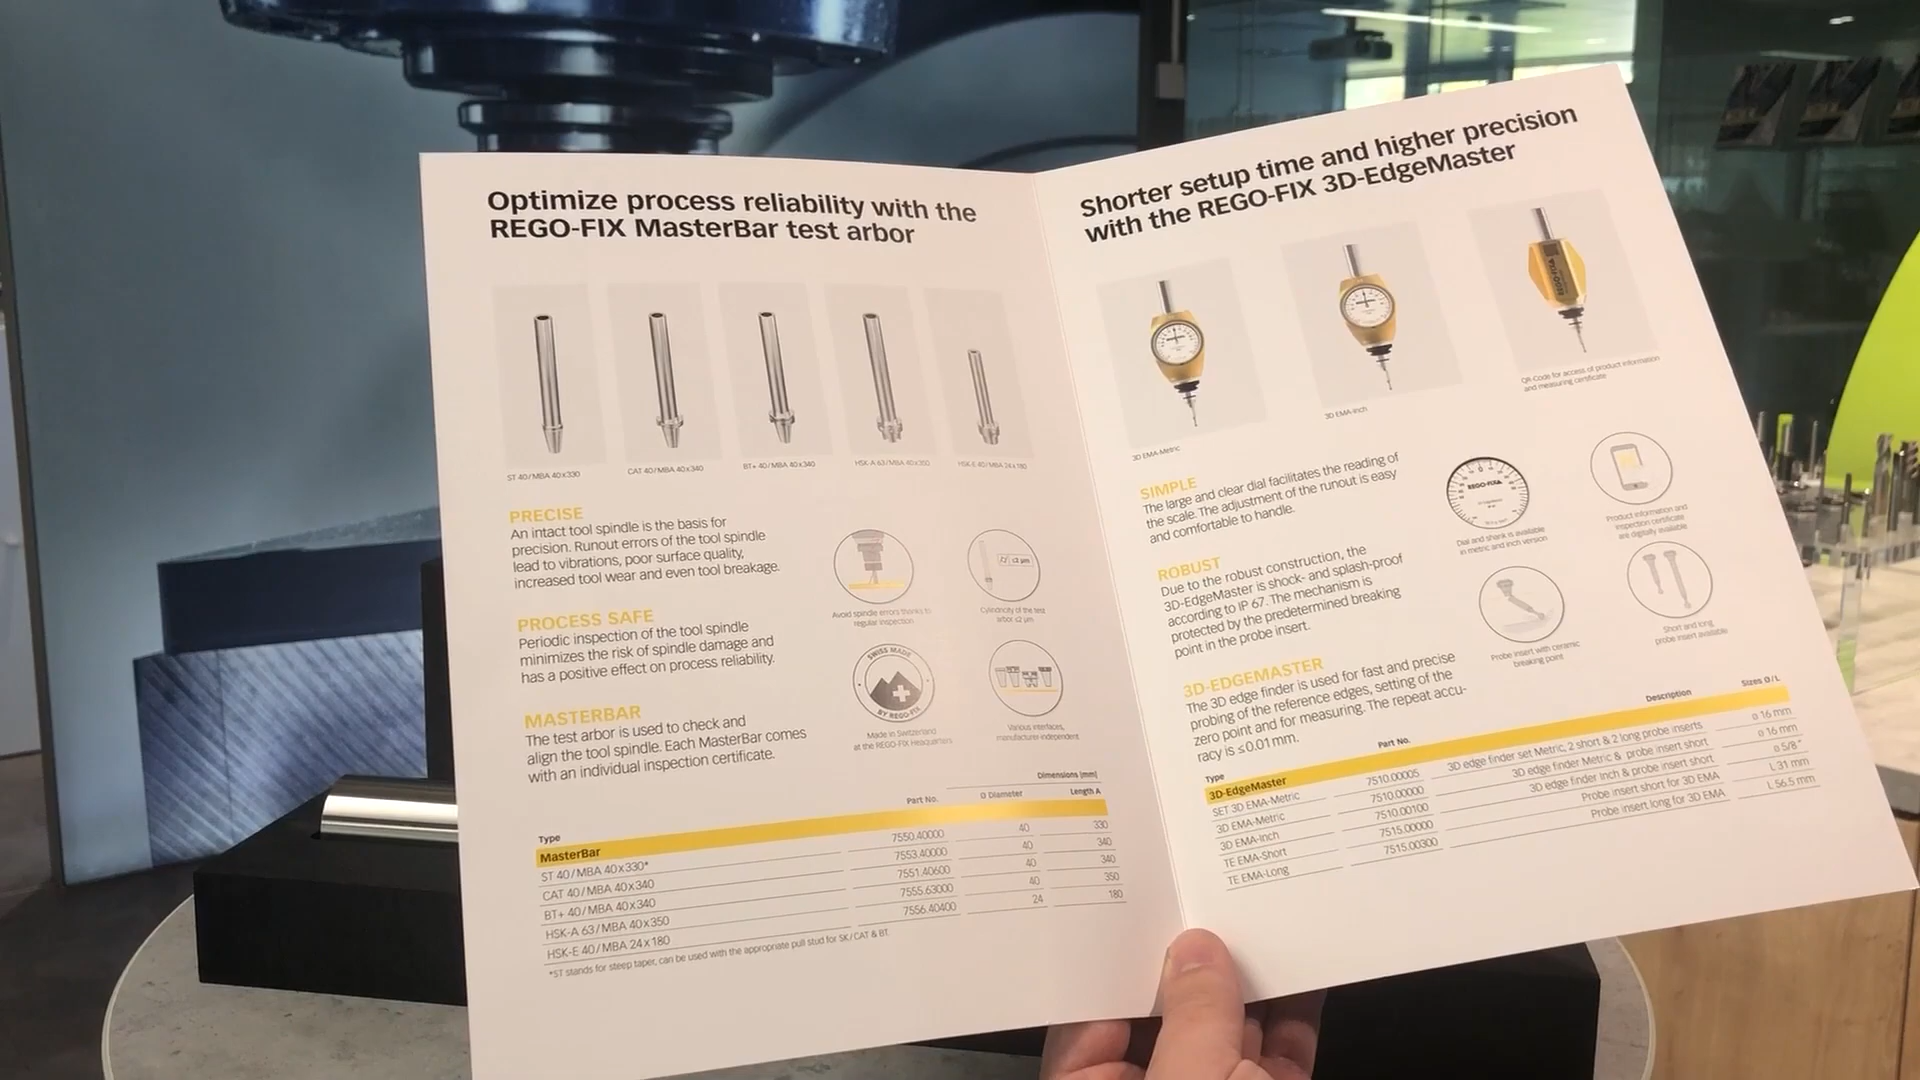 Optimize process reliability with the
REGO-FIX MasterBar test arbor
ST 40/MBA 40x330
CAT 40/MBA 40x340
BT+ 40/MBA 40x340
HSK-A 63/MBA 40x350
HSK-E 40/MBA 24x180
PRECISE
An intact tool spindle is the basis for
precision. Runout errors of the tool spindle
lead to vibrations, poor surface quality,
increased tool wear and even tool breakage.
PROCESS SAFE
Periodic inspection of the tool spindle
minimizes the risk of spindle damage and
has a positive effect on process reliability.
MASTERBAR
The test arbor is used to check and
align the tool spindle. Each MasterBar comes
with an individual inspection certificate.
Avoid spindle errors thanks to
regular inspection
Cylindricity of the test
arbor ≤2 µm
SWISS MADE
BY REGO-FIX
Made in Switzerland
at the REGO-FIX Headquarters
Various interfaces,
manufacturer-independent
Dimensions [mm]
Type Part No. Ø Diameter Length A
MasterBar
ST 40/MBA 40x330* 7550.40000 40 330
CAT 40/MBA 40x340 7553.40000 40 340
BT+ 40/MBA 40x340 7551.40600 40 340
HSK-A 63/MBA 40x350 7555.63000 40 350
HSK-E 40/MBA 24x180 7556.40400 24 180
*ST stands for steep taper, can be used with the appropriate pull stud for SK/CAT & BT.
Shorter setup time and higher precision
with the REGO-FIX 3D-EdgeMaster
3D EMA-Metric
3D EMA-Inch
REGO-FIX
QR-Code for access of product information
and measuring certificate
SIMPLE
The large and clear dial facilitates the reading of
the scale. The adjustment of the runout is easy
and comfortable to handle.
ROBUST
Due to the robust construction, the
3D-EdgeMaster is shock- and splash-proof
according to IP 67. The mechanism is
protected by the predetermined breaking
point in the probe insert.
3D-EDGEMASTER
The 3D edge finder is used for fast and precise
probing of the reference edges, setting of the
zero point and for measuring. The repeat accu-
racy is ≤0.01 mm.
REGO-FIX
Dial and shank is available
in metric and inch version
Product information and
inspection certificate
are digitally available
Probe insert with ceramic
breaking point
Short and long
probe insert available
Type Part No. Description Sizes Ø/L
3D-EdgeMaster
SET 3D EMA-Metric 7510.00005 3D edge finder set Metric, 2 short & 2 long probe inserts ø 16 mm
3D EMA-Metric 7510.00000 3D edge finder Metric & probe insert short ø 16 mm
3D EMA-Inch 7510.00100 3D edge finder Inch & probe insert short ø 5/8"
TE EMA-Short 7515.00000 Probe insert short for 3D EMA L 31 mm
TE EMA-Long 7515.00300 Probe insert long for 3D EMA L 56.5 mm